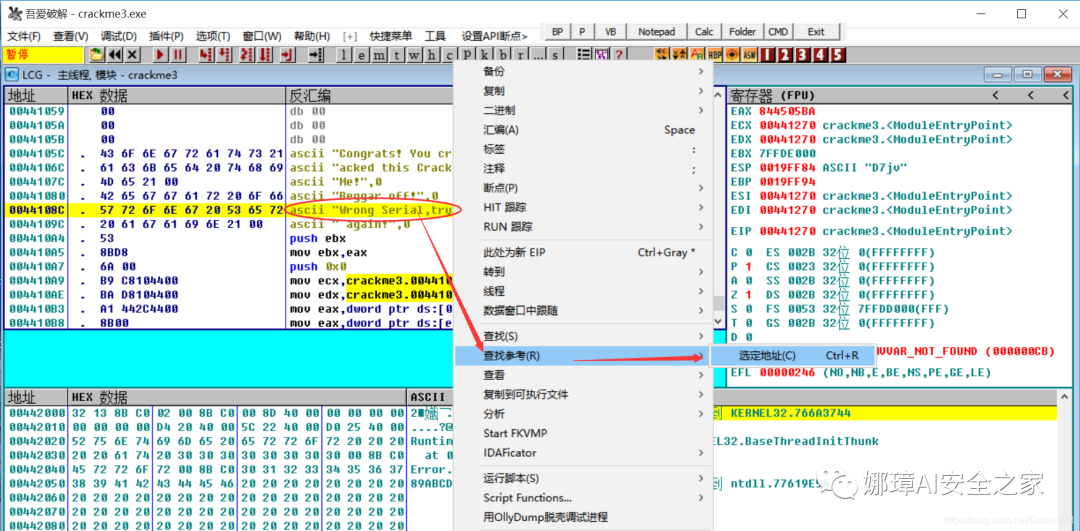 吾爱破解 - crackme3.exe
文件(F) 查看(V) 调试(D) 插件(P) 选项(T) 窗口(W) 帮助(H) [+] 快捷菜单 工具 设置API断点»
BP P VB Notepad Calc Folder CMD Exit
暂停
l e m t w h c p k b r ... s
1 2 3 4 5
LCG - 主线程, 模块 - crackme3
地址 HEX 数据 反汇编
00441059 00 db 00
0044105A 00 db 00
0044105B 00 db 00
0044105C . 43 6F 6E 67 72 61 74 73 21 ascii "Congrats! You cr
0044106C . 61 63 6B 65 64 20 74 68 69 ascii "acked this Crack
0044107C . 4D 65 21 00 ascii "Me!",0
00441080 . 42 65 67 67 61 72 20 6F 66 ascii "Beggar off!",0
0044108C . 57 72 6F 6E 67 20 53 65 72 ascii "Wrong Serial,try
0044109C . 20 61 67 61 69 6E 21 00 ascii " again!",0
004410A4 . 53 push ebx
004410A5 . 8BD8 mov ebx,eax
004410A7 . 6A 00 push 0x0
004410A9 . B9 C8104400 mov ecx,crackme3.004410
004410AE . BA D8104400 mov edx,crackme3.004410
004410B3 . A1 442C4400 mov eax,dword ptr ds:[0
004410B8 . 8B00 mov eax,dword ptr ds:[e
备份
复制
二进制
汇编(A) Space
标签 :
注释 ;
断点(P)
HIT 跟踪
RUN 跟踪
此处为新 EIP Ctrl+Gray *
转到
线程
数据窗口中跟随
查找(S)
查找参考(R)
查看
复制到可执行文件
分析
Start FKVMP
IDAFicator
运行脚本(S)
Script Functions...
用OllyDump脱壳调试进程
选定地址(C) Ctrl+R
寄存器 (FPU) < < <
EAX 844505BA
ECX 00441270 crackme3.<ModuleEntryPoint>
EDX 00441270 crackme3.<ModuleEntryPoint>
EBX 7FFDE000
ESP 0019FF84 ASCII "D7ju"
EBP 0019FF94
ESI 00441270 crackme3.<ModuleEntryPoint>
EDI 00441270 crackme3.<ModuleEntryPoint>
EIP 00441270 crackme3.<ModuleEntryPoint>
C 0 ES 002B 32位 0(FFFFFFFF)
P 1 CS 0023 32位 0(FFFFFFFF)
A 0 SS 002B 32位 0(FFFFFFFF)
Z 1 DS 002B 32位 0(FFFFFFFF)
S 0 FS 0053 32位 7FFDD000(FFF)
T 0 GS 002B 32位 0(FFFFFFFF)
D 0
VVAR_NOT_FOUND (000000CB)
EFL 00000246 (NO,NB,E,BE,NS,PE,GE,LE)
地址 HEX 数据 ASCII
00442000 32 13 8B C0 02 00 8B C0 00 8D 40 00 00 00 00 00
00442010 00 00 00 00 D4 20 40 00 5C 22 40 00 D0 25 40 00 ....?@
00442020 52 75 6E 74 69 6D 65 20 65 72 72 6F 72 20 20 20 Runtim
00442030 20 20 61 74 20 30 30 30 30 30 30 30 30 00 8B C0 at 0
00442040 45 72 72 6F 72 00 8B C0 30 31 32 33 34 35 36 37 Error.
00442050 38 39 41 42 43 44 45 46 20 20 20 20 20 20 20 20 89ABCD
00442060 20 20 20 20 20 20 20 20 20 20 20 20 20 20 20 20
00442070 20 20 20 20 20 20 20 20 20 20 20 20 20 20 20 20
00442080 20 20 20 20 20 20 20 20 20 20 20 20 20 20 20 20
到 KERNEL32.766A3744
EL32.BaseThreadInitThunk
到 ntdll.77619E
娜璋AI安全之家